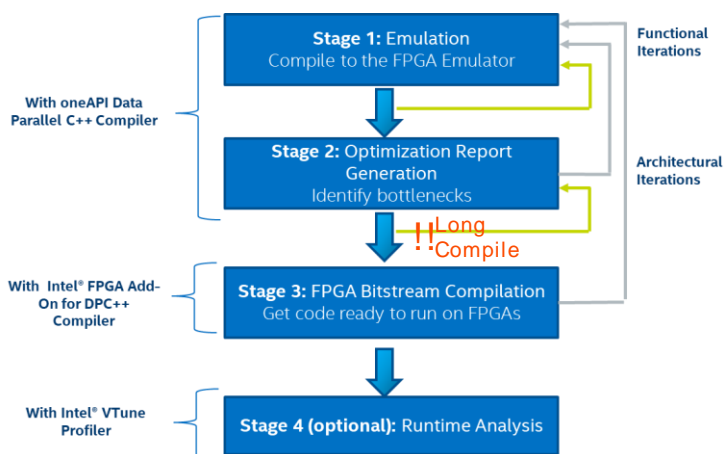 Stage 1: Emulation
Compile to the FPGA Emulator
Functional
Iterations
With oneAPI Data
Parallel C++ Compiler
Stage 2: Optimization Report
Generation
Identify bottlenecks
Architectural
Iterations
!!Long
Compile
With Intel® FPGA Add-
On for DPC++
Compiler
Stage 3: FPGA Bitstream Compilation
Get code ready to run on FPGAs
With Intel® VTune
Profiler
Stage 4 (optional): Runtime Analysis